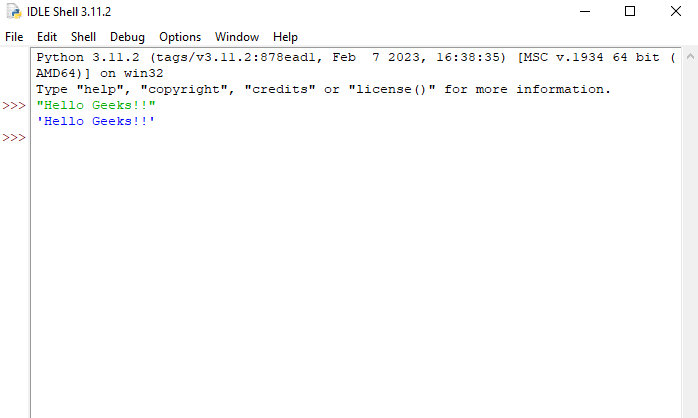 IDLE Shell 3.11.2
File Edit Shell Debug Options Window Help
Python 3.11.2 (tags/v3.11.2:878ead1, Feb  7 2023, 16:38:35) [MSC v.1934 64 bit (
AMD64)] on win32
Type "help", "copyright", "credits" or "license()" for more information.
>>> "Hello Geeks!!"
'Hello Geeks!!'
>>>